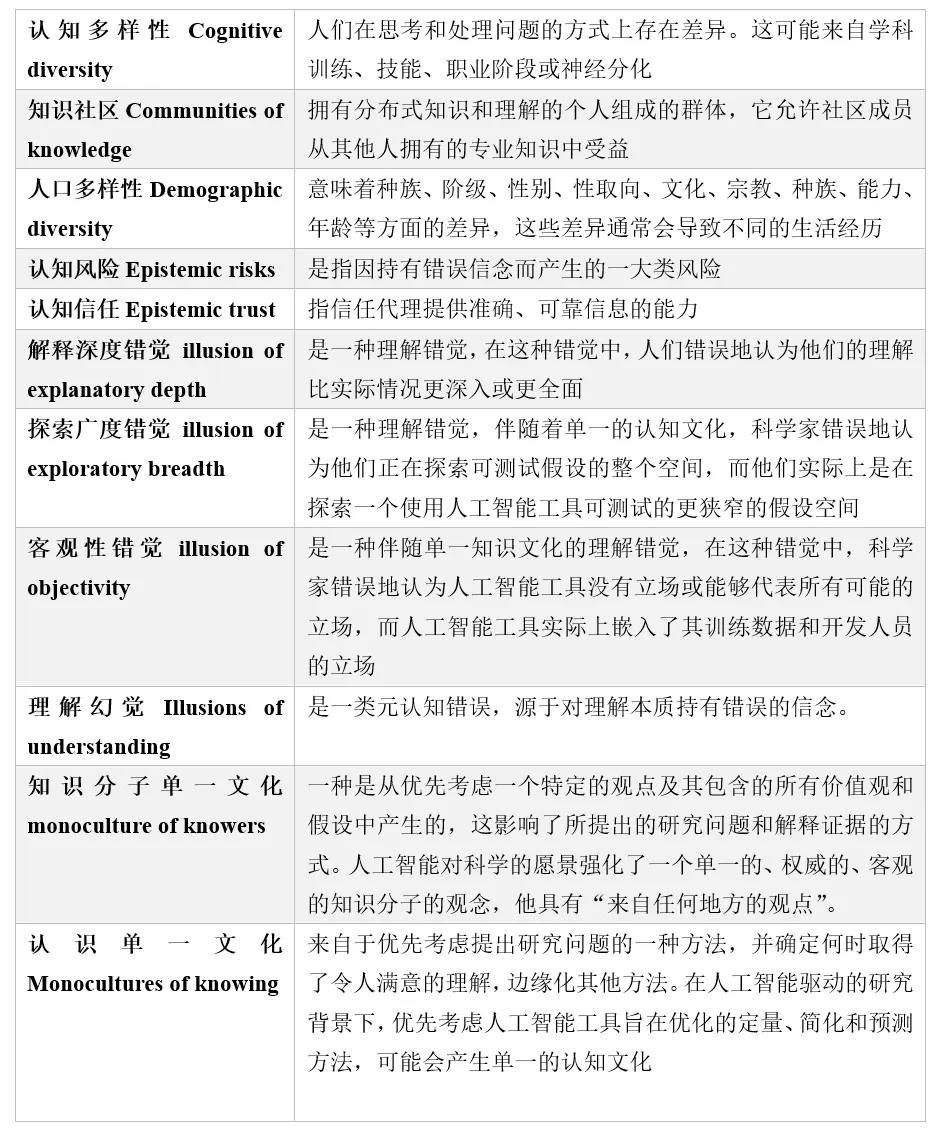 认知多样性 Cognitive diversity
人们在思考和处理问题的方式上存在差异。这可能来自学科
训练、技能、职业阶段或神经分化
知识社区 Communities of
knowledge
拥有分布式知识和理解的个人组成的群体，它允许社区成员
从其他人拥有的专业知识中受益
人口多样性 Demographic
diversity
意味着种族、阶级、性别、性取向、文化、宗教、种族、能力、
年龄等方面的差异，这些差异通常会导致不同的生活经历
认知风险 Epistemic risks
是指因持有错误信念而产生的一大类风险
认知信任 Epistemic trust
指信任代理提供准确、可靠信息的能力
解释深度错觉 illusion of
explanatory depth
是一种理解错觉，在这种错觉中，人们错误地认为他们的理解
比实际情况更深入或更全面
探索广度错觉 illusion of
exploratory breadth
是一种理解错觉，伴随着单一的认知文化，科学家错误地认
为他们正在探索可测试假设的整个空间，而他们实际上是在
探索一个使用人工智能工具可测试的更狭窄的假设空间
客观性错觉 illusion of
objectivity
是一种伴随单一知识文化的理解错觉，在这种错觉中，科学
家错误地认为人工智能工具没有立场或能够代表所有可能的
立场，而人工智能工具实际上嵌入了其训练数据和开发人员
的立场
理解幻觉 Illusions of
understanding
是一类元认知错误，源于对理解本质持有错误的信念。
知识分子单一文化
monoculture of knowers
一种是从优先考虑一个特定的观点及其包含的所有价值观和
假设中产生的，这影响了所提出的研究问题和解释证据的方
式。人工智能对科学的愿景强化了一个单一的、权威的、客观
的知识分子的观念，他具有“来自任何地方的观点”。
认识单一文化
Monocultures of knowing
来自于优先考虑提出研究问题的一种方法，并确定何时取得
了令人满意的理解，边缘化其他方法。在人工智能驱动的研究
背景下，优先考虑人工智能工具旨在优化的定量、简化和预测
方法，可能会产生单一的认知文化